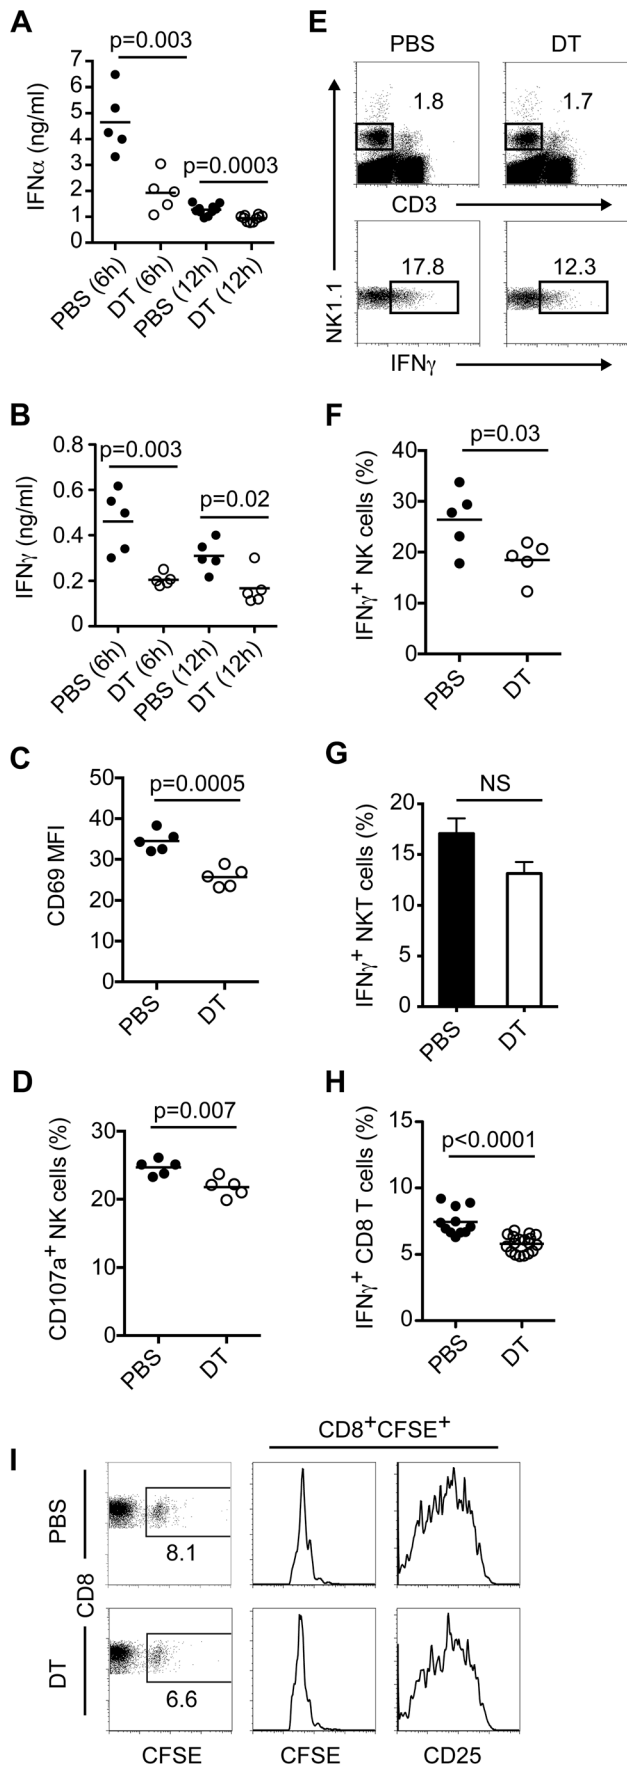 A
p=0.003
7
6
5
4
3
2
1
0
IFNα (ng/ml)
p=0.0003
PBS (6h)
DT (6h)
PBS (12h)
DT (12h)
E
PBS
DT
1.8
1.7
CD3
17.8
12.3
NK1.1
IFNγ
B
0.8
0.6
0.4
0.2
0
IFNγ (ng/ml)
p=0.003
p=0.02
PBS (6h)
DT (6h)
PBS (12h)
DT (12h)
F
40
30
20
10
0
IFNγ+ NK cells (%)
p=0.03
PBS
DT
C
50
40
30
20
10
0
CD69 MFI
p=0.0005
PBS
DT
G
20
15
10
5
0
IFNγ+ NKT cells (%)
NS
PBS
DT
D
30
20
10
0
CD107a+ NK cells (%)
p=0.007
PBS
DT
H
15
10
5
0
IFNγ+ CD8 T cells (%)
p<0.0001
PBS
DT
I
CD8+CFSE+
PBS
8.1
CD8
DT
6.6
CFSE
CFSE
CD25